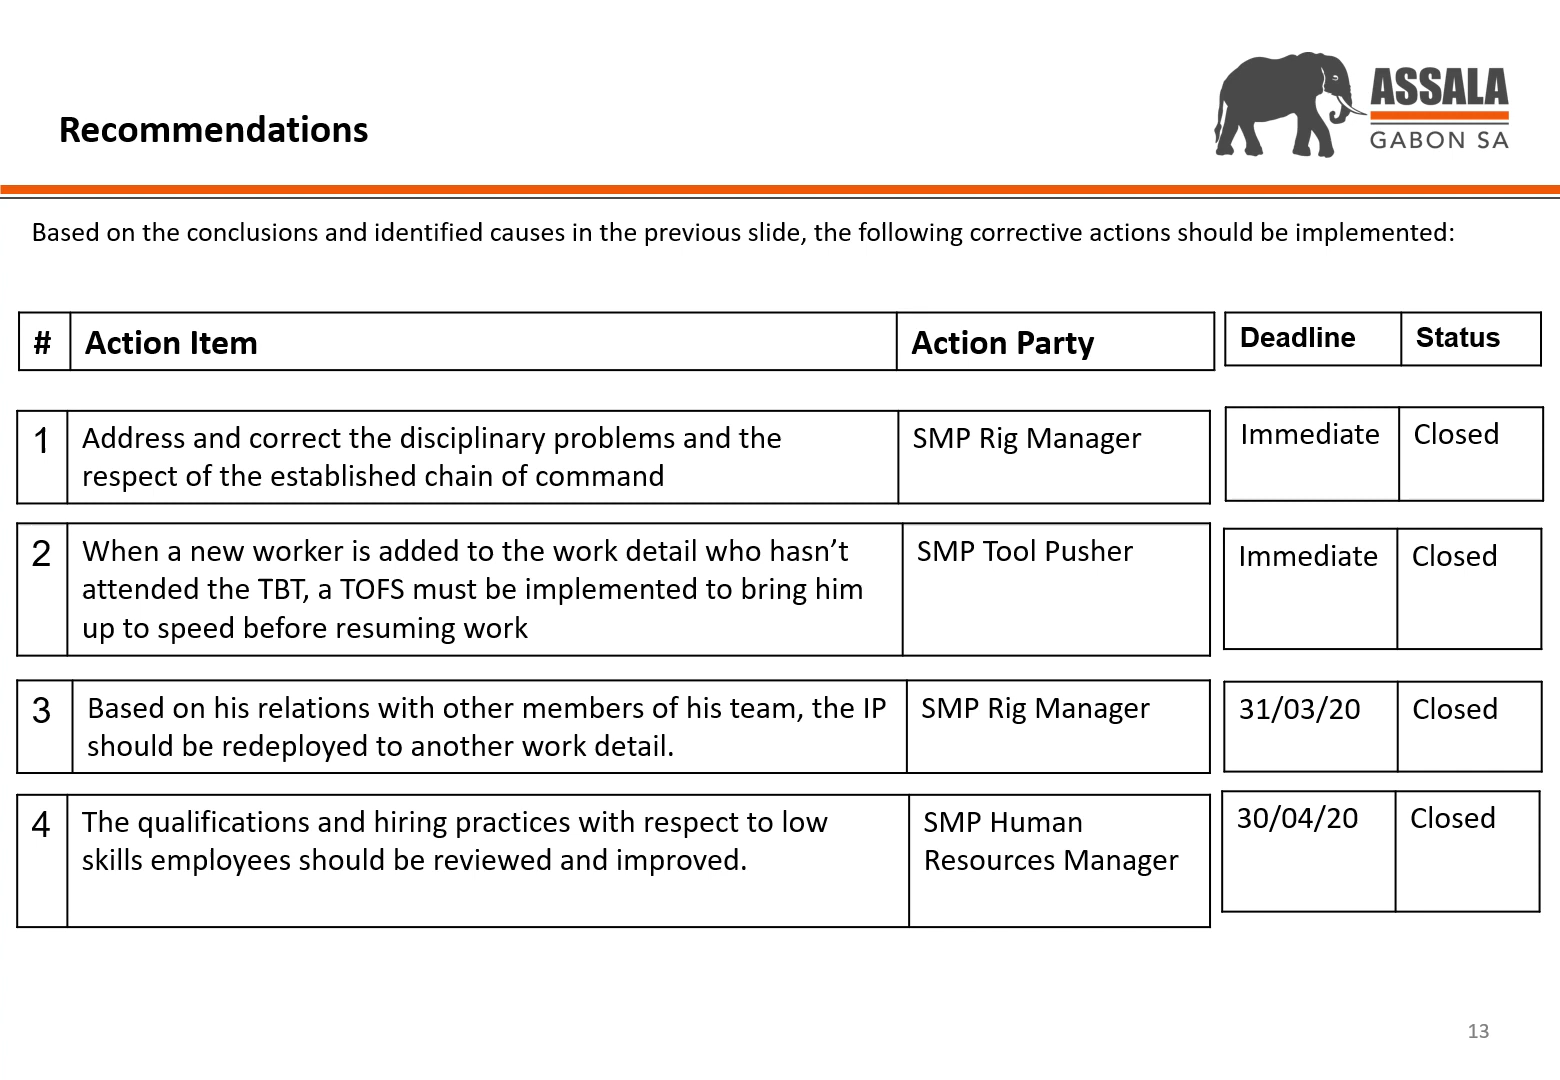 ASSALA
GABON SA
Recommendations
Based on the conclusions and identified causes in the previous slide, the following corrective actions should be implemented:
# Action Item Action Party Deadline Status
1 Address and correct the disciplinary problems and the SMP Rig Manager Immediate Closed
respect of the established chain of command
2 When a new worker is added to the work detail who hasn’t SMP Tool Pusher Immediate Closed
attended the TBT, a TOFS must be implemented to bring him
up to speed before resuming work
3 Based on his relations with other members of his team, the IP SMP Rig Manager 31/03/20 Closed
should be redeployed to another work detail.
4 The qualifications and hiring practices with respect to low SMP Human 30/04/20 Closed
skills employees should be reviewed and improved. Resources Manager
13